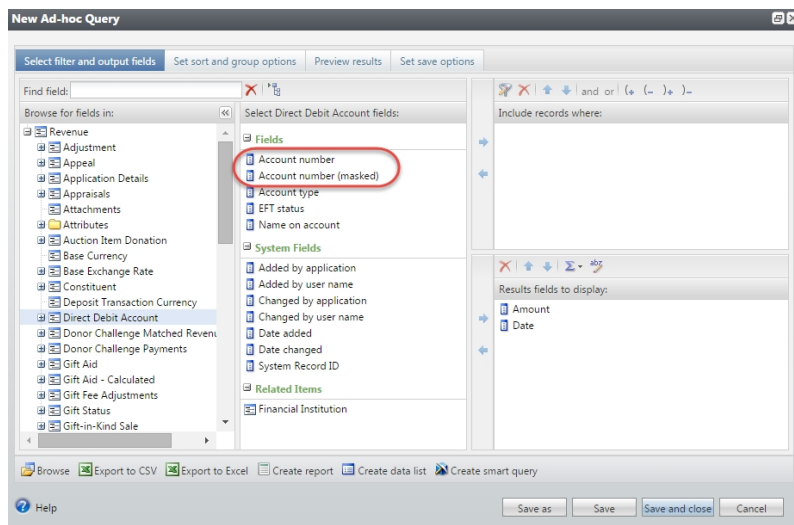 New Ad-hoc Query
Select filter and output fields
Set sort and group options
Preview results
Set save options
Find field:
and or (+ (− )+ )−
Browse for fields in:
Select Direct Debit Account fields:
Include records where:
Revenue
Adjustment
Appeal
Application Details
Appraisals
Attachments
Attributes
Auction Item Donation
Base Currency
Base Exchange Rate
Constituent
Deposit Transaction Currency
Direct Debit Account
Donor Challenge Matched Revenu
Donor Challenge Payments
Gift Aid
Gift Aid - Calculated
Gift Fee Adjustments
Gift Status
Gift-in-Kind Sale
Fields
Account number
Account number (masked)
Account type
EFT status
Name on account
System Fields
Added by application
Added by user name
Changed by application
Changed by user name
Date added
Date changed
System Record ID
Related Items
Financial Institution
Σ
Results fields to display:
Amount
Date
Browse
Export to CSV
Export to Excel
Create report
Create data list
Create smart query
Help
Save as
Save
Save and close
Cancel